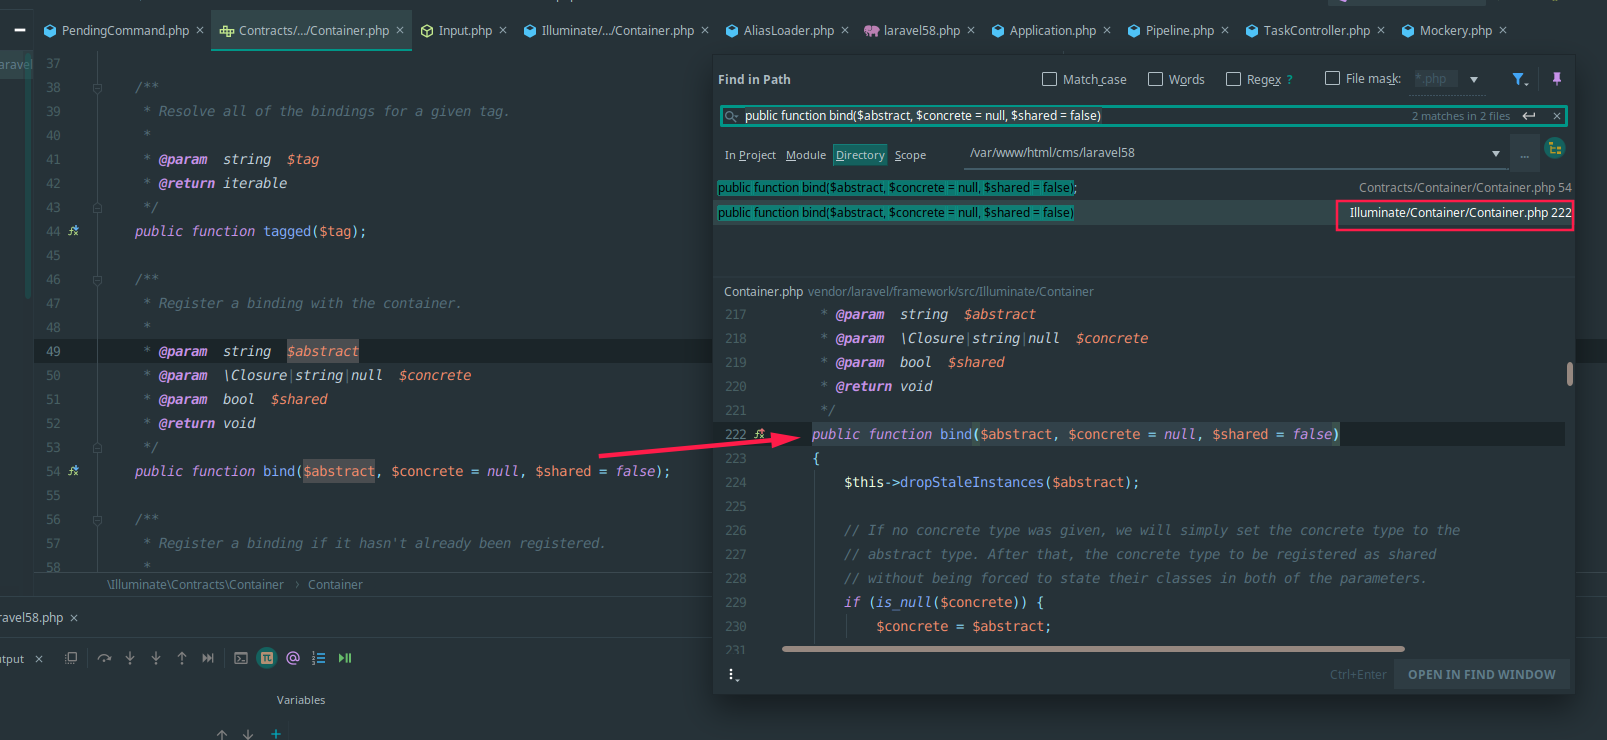 PendingCommand.php × Contracts/.../Container.php × Input.php × Illuminate/.../Container.php × AliasLoader.php × laravel58.php × Application.php × Pipeline.php × TaskController.php × Mockery.php ×
aravel
37
38 /**
39 * Resolve all of the bindings for a given tag.
40 *
41 * @param string $tag
42 * @return iterable
43 */
44 public function tagged($tag);
45
46 /**
47 * Register a binding with the container.
48 *
49 * @param string $abstract
50 * @param \Closure|string|null $concrete
51 * @param bool $shared
52 * @return void
53 */
54 public function bind($abstract, $concrete = null, $shared = false);
55
56 /**
57 * Register a binding if it hasn't already been registered.
58 *
\Illuminate\Contracts\Container › Container
ravel58.php ×
utput ×
Variables
Find in Path
Match case Words Regex ? File mask: *.php
public function bind($abstract, $concrete = null, $shared = false) 2 matches in 2 files
In Project Module Directory Scope /var/www/html/cms/laravel58 ...
public function bind($abstract, $concrete = null, $shared = false); Contracts/Container/Container.php 54
public function bind($abstract, $concrete = null, $shared = false) Illuminate/Container/Container.php 222
Container.php vendor/laravel/framework/src/Illuminate/Container
217 * @param string $abstract
218 * @param \Closure|string|null $concrete
219 * @param bool $shared
220 * @return void
221 */
222 public function bind($abstract, $concrete = null, $shared = false)
223 {
224 $this->dropStaleInstances($abstract);
225
226 // If no concrete type was given, we will simply set the concrete type to the
227 // abstract type. After that, the concrete type to be registered as shared
228 // without being forced to state their classes in both of the parameters.
229 if (is_null($concrete)) {
230 $concrete = $abstract;
231
Ctrl+Enter OPEN IN FIND WINDOW